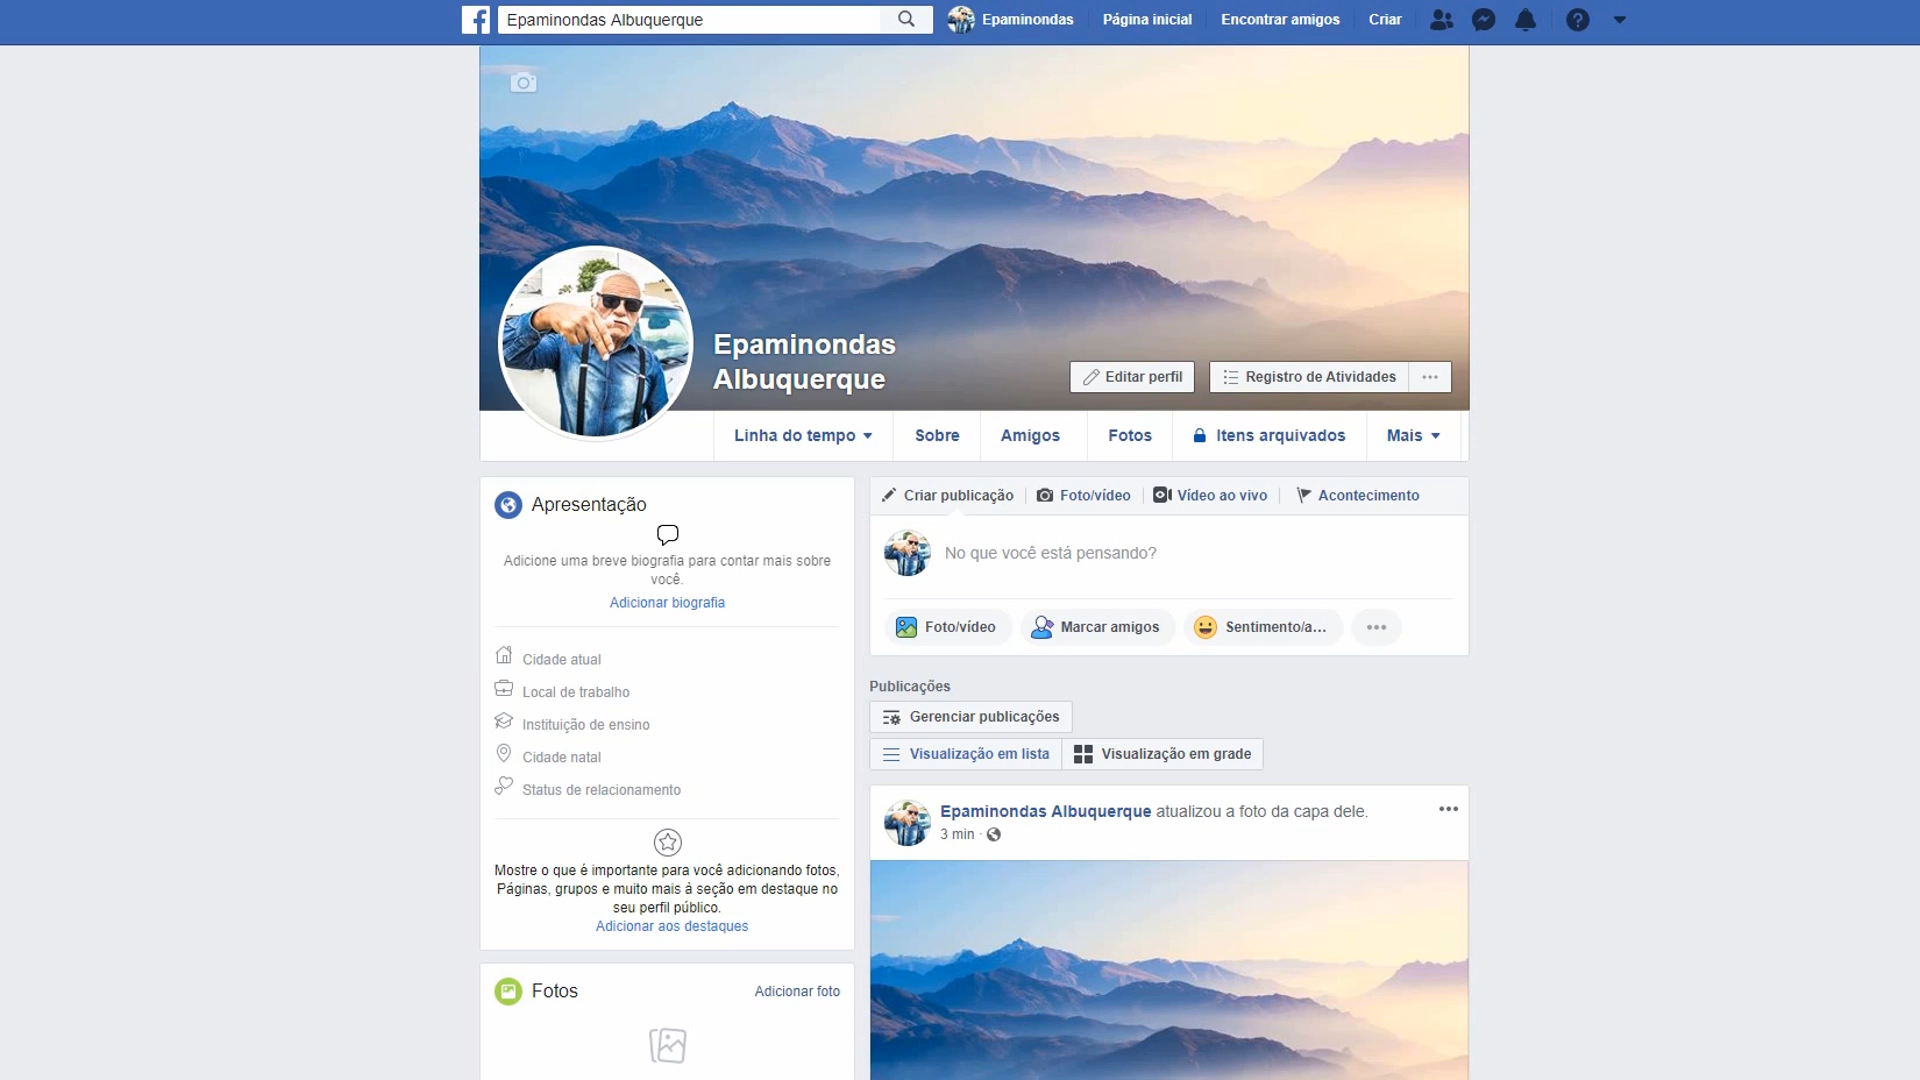 Epaminondas Albuquerque
Epaminondas
Página inicial
Encontrar amigos
Criar
Epaminondas
Albuquerque
Editar perfil
Registro de Atividades
Linha do tempo
Sobre
Amigos
Fotos
Itens arquivados
Mais
Apresentação
Adicione uma breve biografia para contar mais sobre
você.
Adicionar biografia
Cidade atual
Local de trabalho
Instituição de ensino
Cidade natal
Status de relacionamento
Mostre o que é importante para você adicionando fotos,
Páginas, grupos e muito mais à seção em destaque no
seu perfil público.
Adicionar aos destaques
Fotos
Adicionar foto
Criar publicação
Foto/vídeo
Vídeo ao vivo
Acontecimento
No que você está pensando?
Foto/vídeo
Marcar amigos
Sentimento/a...
Publicações
Gerenciar publicações
Visualização em lista
Visualização em grade
Epaminondas Albuquerque atualizou a foto da capa dele.
3 min ·